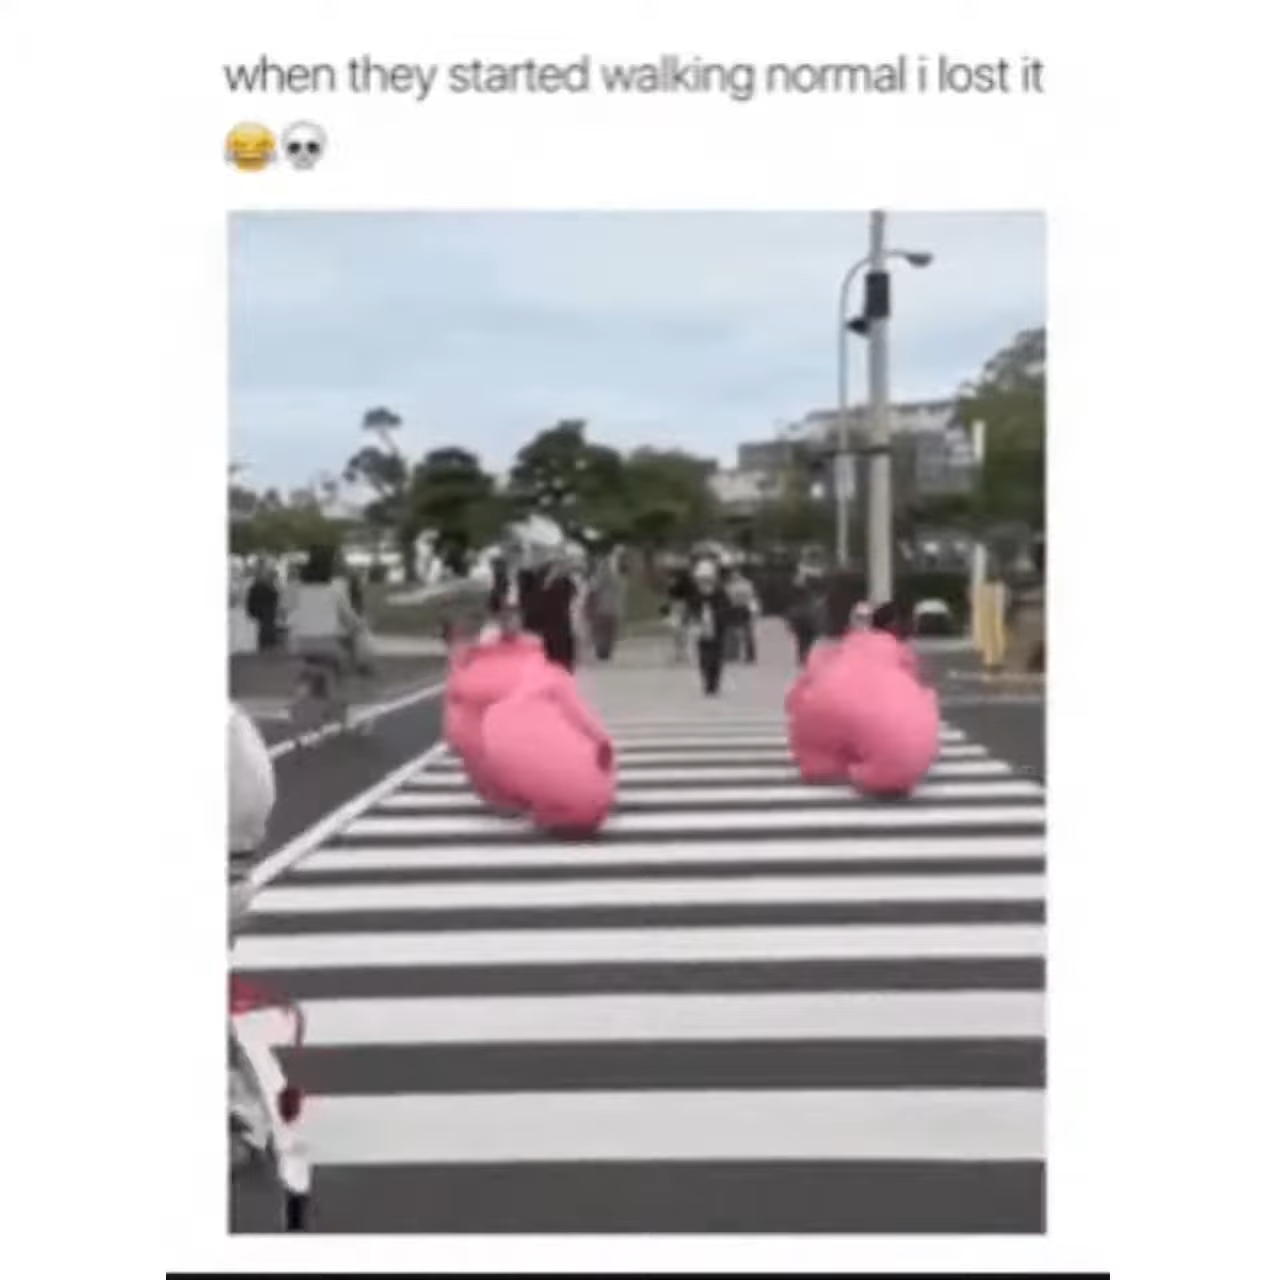 when they started walking normal i lost it
😂💀